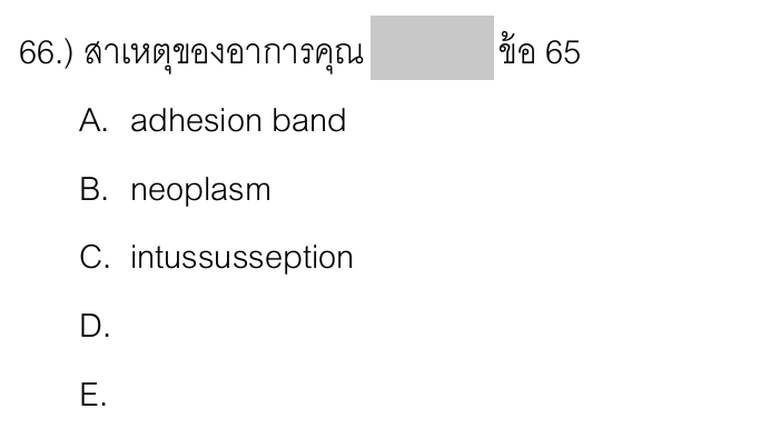 66.) สาเหตุของอาการคุณ ข้อ 65
A. adhesion band
B. neoplasm
C. intussusseption
D.
E.